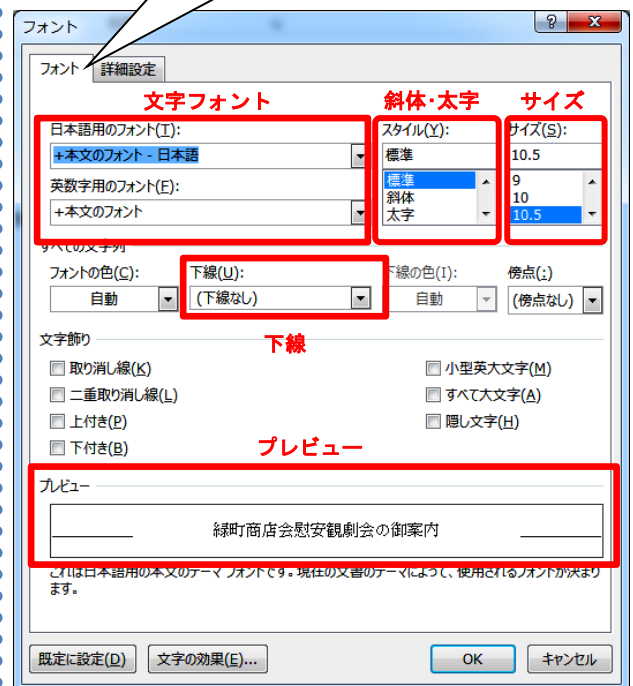 フォント
フォント 詳細設定
文字フォント 斜体･太字 サイズ
日本語用のフォント(T): スタイル(Y): サイズ(S):
+本文のフォント - 日本語 標準 10.5
英数字用のフォント(F): 標準 9
+本文のフォント 斜体 10
太字 10.5
すべての文字列
フォントの色(C): 下線(U): 下線の色(I): 傍点(:)
自動 (下線なし) 自動 (傍点なし)
文字飾り 下線
取り消し線(K) 小型英大文字(M)
二重取り消し線(L) すべて大文字(A)
上付き(P) 隠し文字(H)
下付き(B) プレビュー
プレビュー
緑町商店会慰安観劇会の御案内
これは日本語用の本文のテーマ フォントです。現在の文書のテーマによって、使用されるフォントが決まり
ます。
既定に設定(D) 文字の効果(E)... OK キャンセル